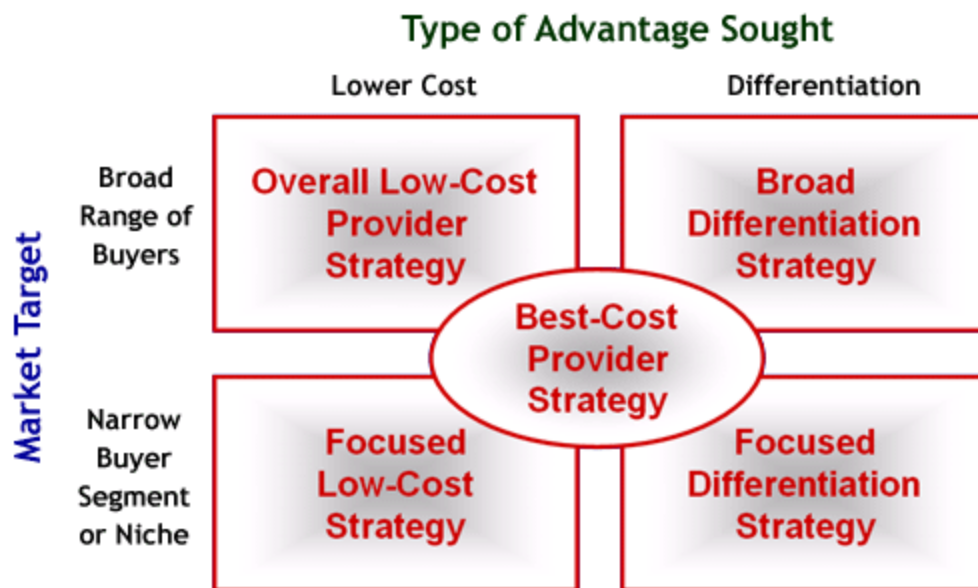 Type of Advantage Sought
Lower Cost
Differentiation
Market Target
Broad
Range of
Buyers
Overall Low-Cost
Provider
Strategy
Broad
Differentiation
Strategy
Best-Cost
Provider
Strategy
Narrow
Buyer
Segment
or Niche
Focused
Low-Cost
Strategy
Focused
Differentiation
Strategy